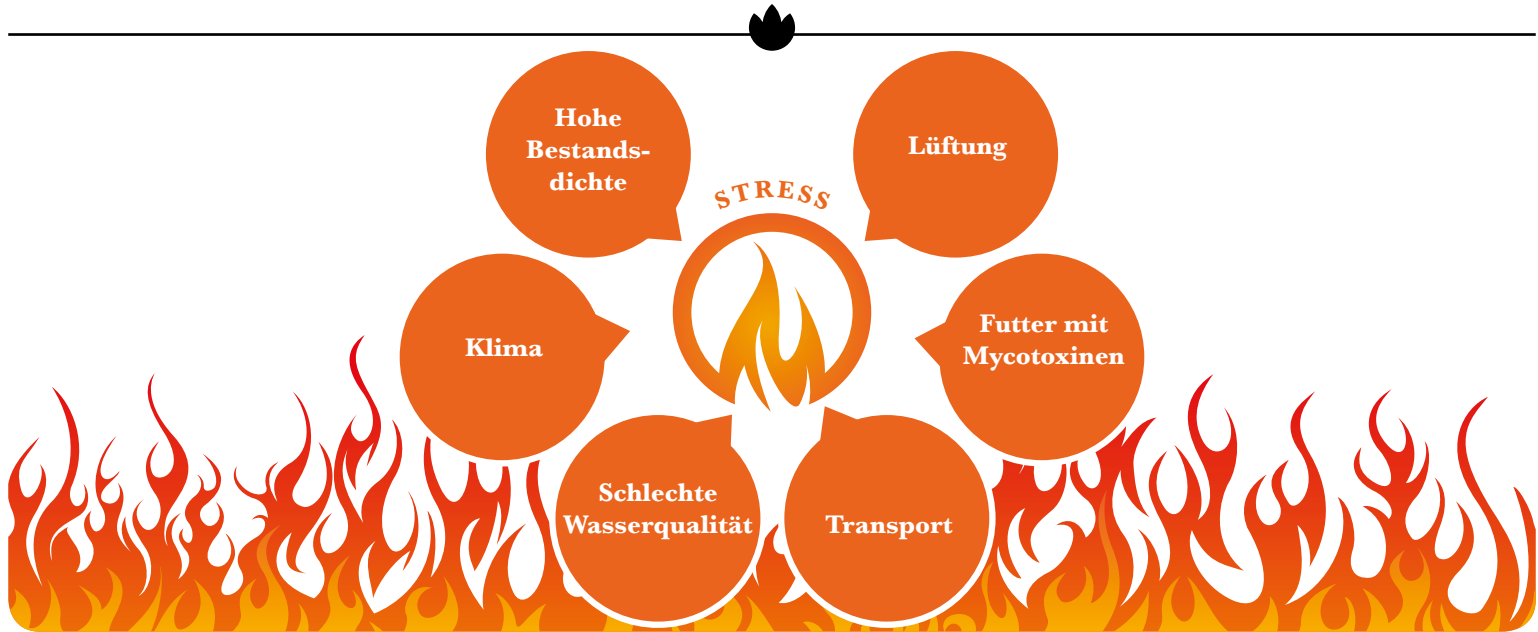 Hohe
Bestands-
dichte
Lüftung
STRESS
Klima
Futter mit
Mycotoxinen
Schlechte
Wasserqualität
Transport